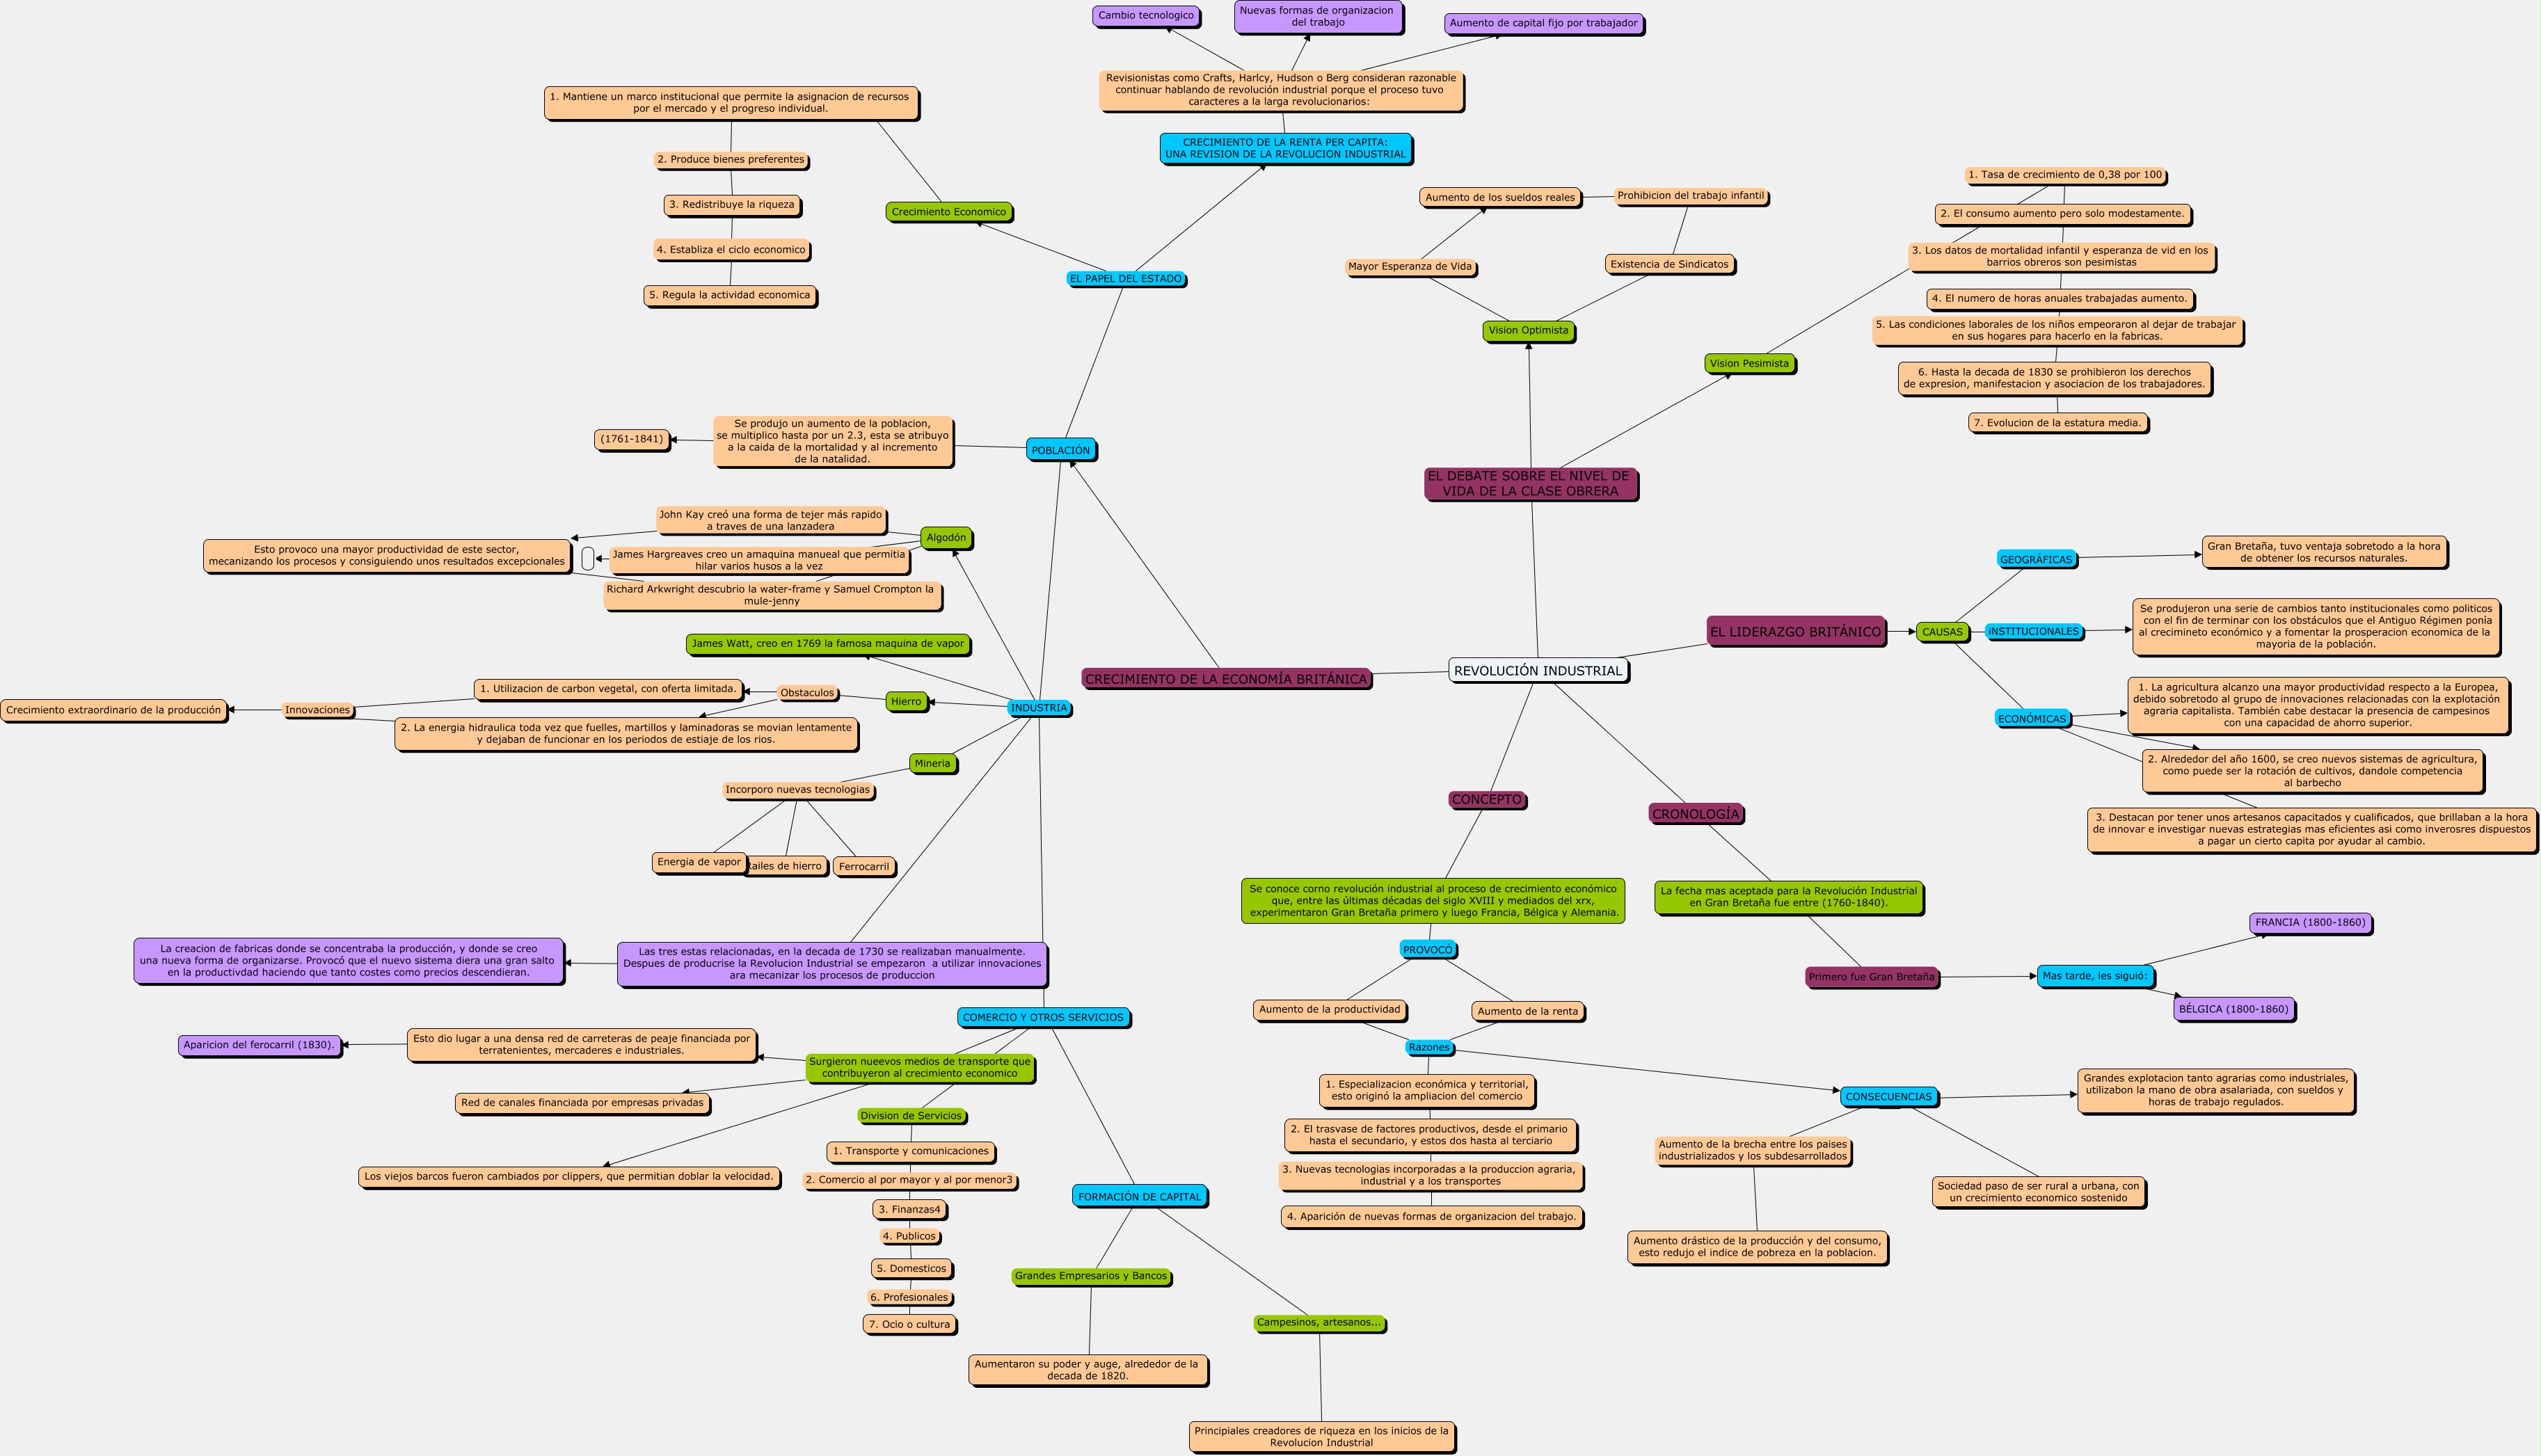 Cambio tecnologico
Nuevas formas de organizacion
del trabajo
Aumento de capital fijo por trabajador
Revisionistas como Crafts, Harlcy, Hudson o Berg consideran razonable
continuar hablando de revolución industrial porque el proceso tuvo
caracteres a la larga revolucionarios:
1. Mantiene un marco institucional que permite la asignacion de recursos
por el mercado y el progreso individual.
CRECIMIENTO DE LA RENTA PER CAPITA:
UNA REVISION DE LA REVOLUCION INDUSTRIAL
2. Produce bienes preferentes
3. Redistribuye la riqueza
Crecimiento Economico
4. Establiza el ciclo economico
5. Regula la actividad economica
EL PAPEL DEL ESTADO
Aumento de los sueldos reales
Prohibicion del trabajo infantil
Mayor Esperanza de Vida
Existencia de Sindicatos
Vision Optimista
1. Tasa de crecimiento de 0,38 por 100
2. El consumo aumento pero solo modestamente.
3. Los datos de mortalidad infantil y esperanza de vid en los
barrios obreros son pesimistas
4. El numero de horas anuales trabajadas aumento.
5. Las condiciones laborales de los niños empeoraron al dejar de trabajar
en sus hogares para hacerlo en la fabricas.
Vision Pesimista
6. Hasta la decada de 1830 se prohibieron los derechos
de expresion, manifestacion y asociacion de los trabajadores.
7. Evolucion de la estatura media.
(1761-1841)
Se produjo un aumento de la poblacion,
se multiplico hasta por un 2.3, esta se atribuyo
a la caida de la mortalidad y al incremento
de la natalidad.
POBLACIÓN
EL DEBATE SOBRE EL NIVEL DE
VIDA DE LA CLASE OBRERA
John Kay creó una forma de tejer más rapido
a traves de una lanzadera
Algodón
Esto provoco una mayor productividad de este sector,
mecanizando los procesos y consiguiendo unos resultados excepcionales
James Hargreaves creo un amaquina manueal que permitia
hilar varios husos a la vez
Richard Arkwright descubrio la water-frame y Samuel Crompton la
mule-jenny
GEOGRÁFICAS
Gran Bretaña, tuvo ventaja sobretodo a la hora
de obtener los recursos naturales.
James Watt, creo en 1769 la famosa maquina de vapor
EL LIDERAZGO BRITÁNICO
CAUSAS
iNSTITUCIONALES
Se produjeron una serie de cambios tanto institucionales como politicos
con el fin de terminar con los obstáculos que el Antiguo Régimen ponía
al crecimineto económico y a fomentar la prosperacion economica de la
mayoria de la población.
CRECIMIENTO DE LA ECONOMÍA BRITÁNICA
REVOLUCIÓN INDUSTRIAL
1. Utilizacion de carbon vegetal, con oferta limitada.
Obstaculos
Hierro
INDUSTRIA
Crecimiento extraordinario de la producción
Innovaciones
2. La energia hidraulica toda vez que fuelles, martillos y laminadoras se movian lentamente
y dejaban de funcionar en los periodos de estiaje de los rios.
ECONÓMICAS
1. La agricultura alcanzo una mayor productividad respecto a la Europea,
debido sobretodo al grupo de innovaciones relacionadas con la explotación
agraria capitalista. También cabe destacar la presencia de campesinos
con una capacidad de ahorro superior.
2. Alrededor del año 1600, se creo nuevos sistemas de agricultura,
como puede ser la rotación de cultivos, dandole competencia
al barbecho
3. Destacan por tener unos artesanos capacitados y cualificados, que brillaban a la hora
de innovar e investigar nuevas estrategias mas eficientes asi como inverosres dispuestos
a pagar un cierto capita por ayudar al cambio.
Mineria
Incorporo nuevas tecnologias
Energia de vapor
Railes de hierro
Ferrocarril
CONCEPTO
CRONOLOGÍA
Se conoce corno revolución industrial al proceso de crecimiento económico
que, entre las últimas décadas del siglo XVIII y mediados del xrx,
experimentaron Gran Bretaña primero y luego Francia, Bélgica y Alemania.
La fecha mas aceptada para la Revolución Industrial
en Gran Bretaña fue entre (1760-1840).
PROVOCÓ
Primero fue Gran Bretaña
Mas tarde, les siguió:
FRANCIA (1800-1860)
BÉLGICA (1800-1860)
La creacion de fabricas donde se concentraba la producción, y donde se creo
una nueva forma de organizarse. Provocó que el nuevo sistema diera una gran salto
en la productivdad haciendo que tanto costes como precios descendieran.
Las tres estas relacionadas, en la decada de 1730 se realizaban manualmente.
Despues de producrise la Revolucion Industrial se empezaron  a utilizar innovaciones
ara mecanizar los procesos de produccion
Aumento de la productividad
Aumento de la renta
Razones
COMERCIO Y OTROS SERVICIOS
Aparicion del ferocarril (1830).
Esto dio lugar a una densa red de carreteras de peaje financiada por
terratenientes, mercaderes e industriales.
Surgieron nueevos medios de transporte que
contribuyeron al crecimiento economico
Red de canales financiada por empresas privadas
Los viejos barcos fueron cambiados por clippers, que permitian doblar la velocidad.
Division de Servicios
1. Transporte y comunicaciones
2. Comercio al por mayor y al por menor3
3. Finanzas4
4. Publicos
5. Domesticos
6. Profesionales
7. Ocio o cultura
1. Especializacion económica y territorial,
esto originó la ampliacion del comercio
2. El trasvase de factores productivos, desde el primario
hasta el secundario, y estos dos hasta al terciario
3. Nuevas tecnologias incorporadas a la produccion agraria,
industrial y a los transportes
4. Aparición de nuevas formas de organizacion del trabajo.
CONSECUENCIAS
Grandes explotacion tanto agrarias como industriales,
utilizabon la mano de obra asalariada, con sueldos y
horas de trabajo regulados.
Aumento de la brecha entre los paises
industrializados y los subdesarrollados
Sociedad paso de ser rural a urbana, con
un crecimiento economico sostenido
Aumento drástico de la producción y del consumo,
esto redujo el indice de pobreza en la poblacion.
FORMACIÓN DE CAPITAL
Grandes Empresarios y Bancos
Campesinos, artesanos...
Aumentaron su poder y auge, alrededor de la
decada de 1820.
Principiales creadores de riqueza en los inicios de la
Revolucion Industrial